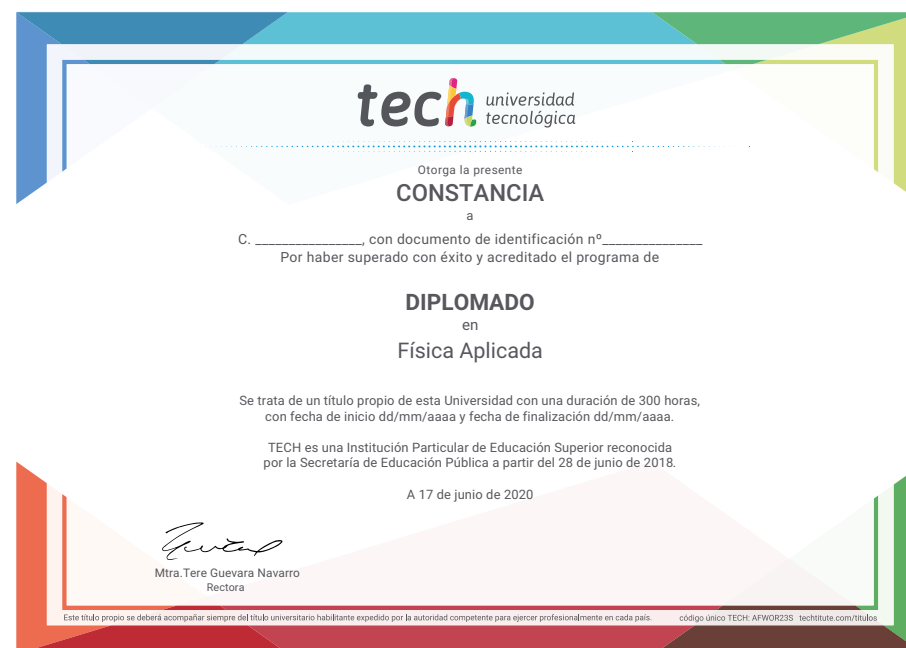 tech universidad
tecnológica
Otorga la presente
CONSTANCIA
a
C. ________________, con documento de identificación nº_______________
Por haber superado con éxito y acreditado el programa de
DIPLOMADO
en
Física Aplicada
Se trata de un título propio de esta Universidad con una duración de 300 horas,
con fecha de inicio dd/mm/aaaa y fecha de finalización dd/mm/aaaa.
TECH es una Institución Particular de Educación Superior reconocida
por la Secretaría de Educación Pública a partir del 28 de junio de 2018.
A 17 de junio de 2020
Mtra.Tere Guevara Navarro
Rectora
Este título propio se deberá acompañar siempre del título universitario habilitante expedido por la autoridad competente para ejercer profesionalmente en cada país. código único TECH: AFWOR23S techtitute.com/titulos